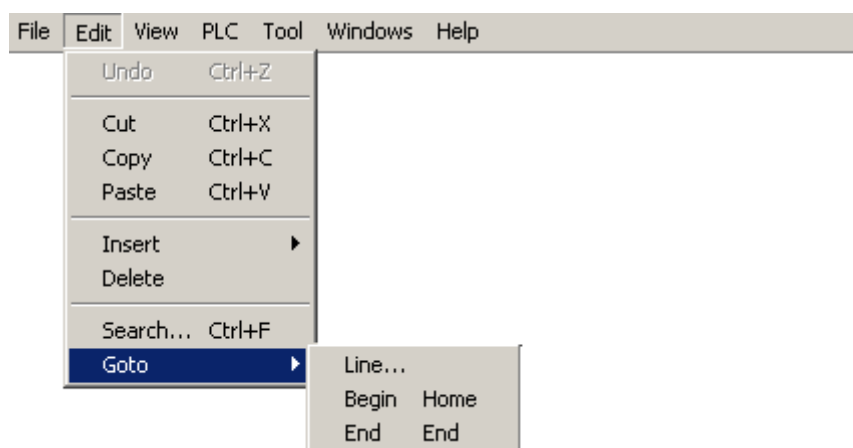 File Edit View PLC Tool Windows Help
Undo Ctrl+Z
Cut Ctrl+X
Copy Ctrl+C
Paste Ctrl+V
Insert
Delete
Search... Ctrl+F
Goto
Line...
Begin Home
End End